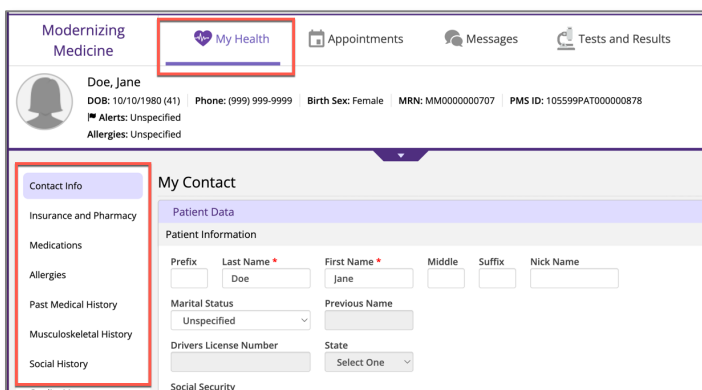 Modernizing
Medicine
My Health
Appointments
Messages
Tests and Results
Doe, Jane
DOB: 10/10/1980 (41) Phone: (999) 999-9999 Birth Sex: Female MRN: MM0000000707 PMS ID: 105599PAT000000878
Alerts: Unspecified
Allergies: Unspecified
Contact Info
Insurance and Pharmacy
Medications
Allergies
Past Medical History
Musculoskeletal History
Social History
My Contact
Patient Data
Patient Information
Prefix Last Name * First Name * Middle Suffix Nick Name
Doe Jane
Marital Status Previous Name
Unspecified
Drivers License Number State
Select One
Social Security